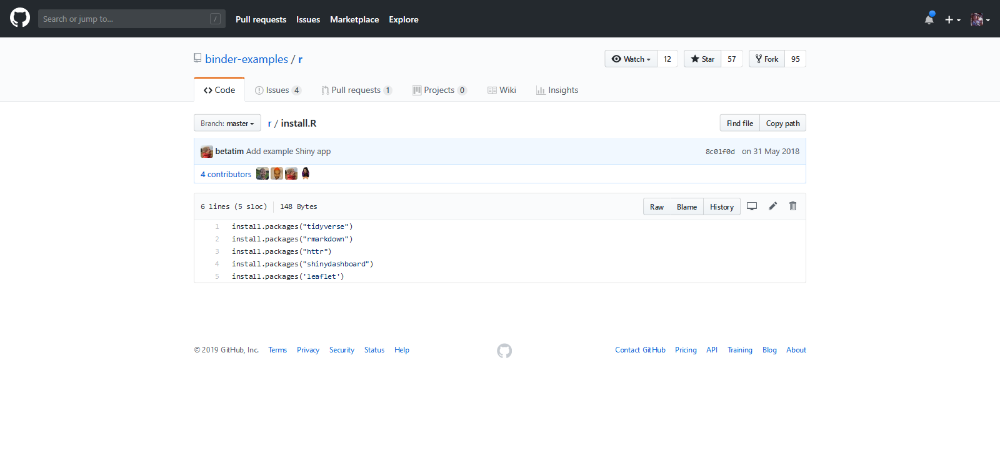 Search or jump to... /
Pull requests Issues Marketplace Explore
binder-examples / r
Watch 12 Star 57 Fork 95
Code Issues 4 Pull requests 1 Projects 0 Wiki Insights
Branch: master r / install.R Find file Copy path
betatim Add example Shiny app 8c01f0d on 31 May 2018
4 contributors
6 lines (5 sloc) 148 Bytes Raw Blame History
1 install.packages("tidyverse")
2 install.packages("rmarkdown")
3 install.packages("httr")
4 install.packages("shinydashboard")
5 install.packages('leaflet')
© 2019 GitHub, Inc. Terms Privacy Security Status Help Contact GitHub Pricing API Training Blog About